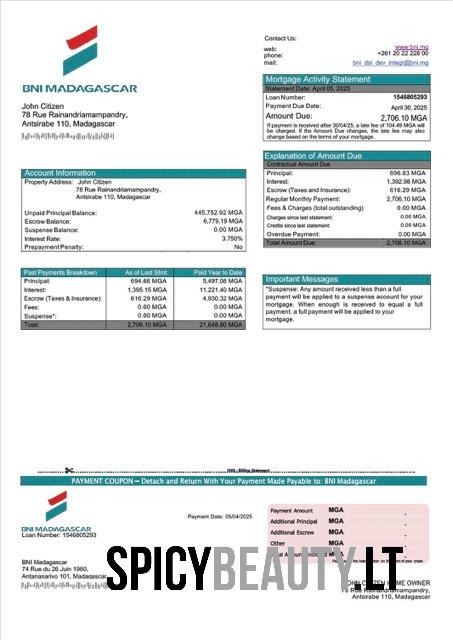 BNI MADAGASCAR
John Citizen
78 Rue Rainandriamampandry,
Antsirabe 110, Madagascar
Contact Us:
web: www.bni.mg
phone: +261 20 22 228 00
mail: bni_dsi_dev_integr@bni.mg
Mortgage Activity Statement
Statement Date: April 05, 2025
Loan Number: 1546805293
Payment Due Date: April 30, 2025
Amount Due: 2,706.10 MGA
If payment is received after 30/04/25, a late fee of 104.49 MGA will
be charged. If the Amount Due changes, the late fee may also
change based on the terms of your mortgage.
Explanation of Amount Due
Contractual Amount Due
Principal: 696.83 MGA
Interest: 1,392.98 MGA
Escrow (Taxes and Insurance): 616.29 MGA
Regular Monthly Payment: 2,706.10 MGA
Fees & Charges (total outstanding) 0.00 MGA
Charges since last statement: 0.00 MGA
Credits since last statement: 0.00 MGA
Overdue Payment: 0.00 MGA
Total Amount Due: 2,706.10 MGA
Account Information
Property Address: John Citizen
78 Rue Rainandriamampandry,
Antsirabe 110, Madagascar
Unpaid Principal Balance: 445,752.92 MGA
Escrow Balance: 6,779.19 MGA
Suspense Balance: 0.00 MGA
Interest Rate: 3.750%
Prepayment Penalty: No
Past Payments Breakdown As of Last Stmt Paid Year to Date
Principal: 694.66 MGA 5,497.08 MGA
Interest: 1,395.15 MGA 11,221.40 MGA
Escrow (Taxes & Insurance): 616.29 MGA 4,930.32 MGA
Fees: 0.00 MGA 0.00 MGA
Suspense*: 0.00 MGA 0.00 MGA
Total: 2,706.10 MGA 21,648.80 MGA
Important Messages
*Suspense: Any amount received less than a full
payment will be applied to a suspense account for your
mortgage. When enough is received to equal a full
payment, a full payment will be applied to your
mortgage.
PAYMENT COUPON – Detach and Return With Your Payment Made Payable to: BNI Madagascar
BNI MADAGASCAR
Loan Number: 1546805293
Payment Date: 05/04/2025
Payment Amount MGA .
Additional Principal MGA .
Additional Escrow MGA .
Other MGA .
BNI Madagascar
74 Rue du 26 Juin 1960,
Antananarivo 101, Madagascar
SPICYBEAUTY.LT
JOHN CITIZEN HOME OWNER
78 Rue Rainandriamampandry,
Antsirabe 110, Madagascar